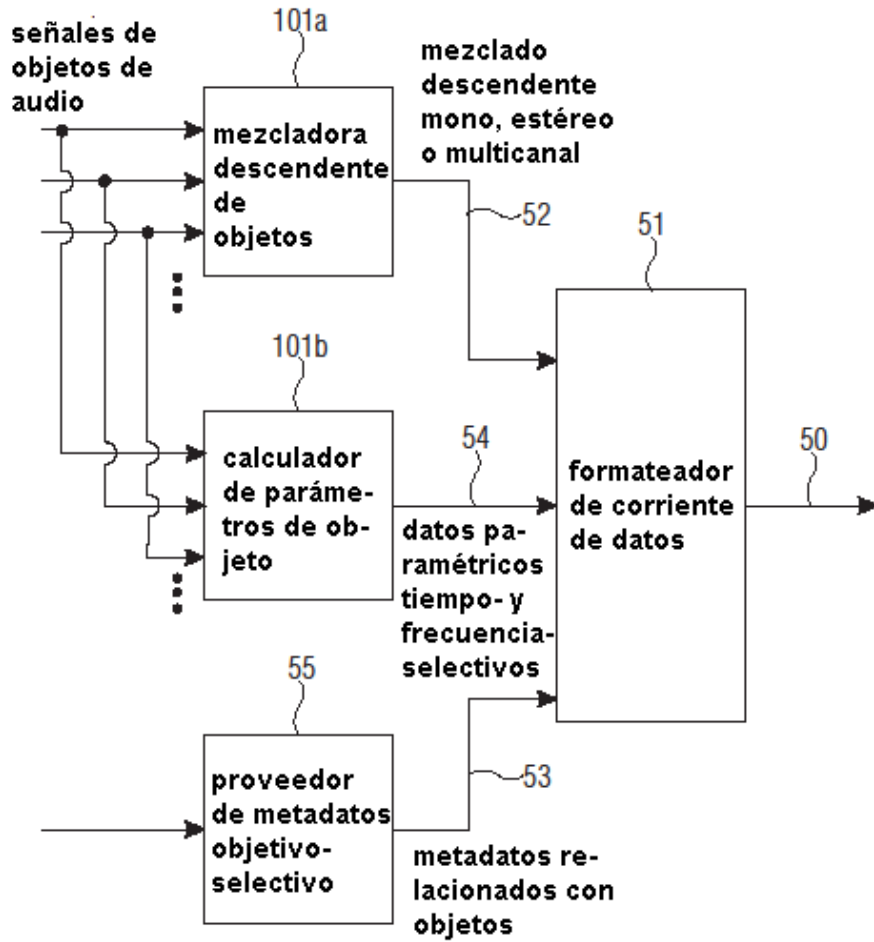 señales de
objetos de
audio
101a
mezcladora
descendente
de
objetos
mezclado
descendente
mono, estéreo
o multicanal
52
51
101b
calculador
de paráme-
tros de ob-
jeto
54
datos pa-
ramétricos
tiempo- y
frecuencia-
selectivos
formateador
de corriente
de datos
50
55
proveedor
de metadatos
objetivo-
selectivo
53
metadatos re-
lacionados con
objetos